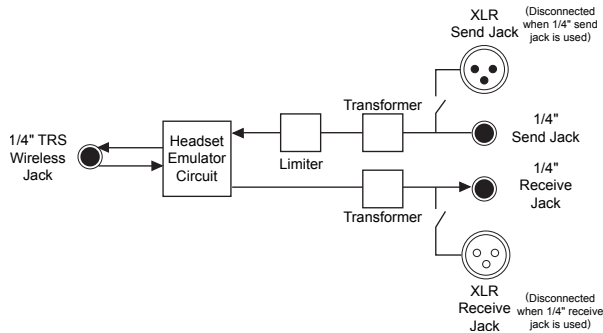 XLR
Send Jack
(Disconnected
when 1/4" send
jack is used)
Transformer
1/4"
Send Jack
1/4" TRS
Wireless
Jack
Headset
Emulator
Circuit
Limiter
1/4"
Receive
Jack
Transformer
XLR
Receive
Jack
(Disconnected
when 1/4" receive
jack is used)